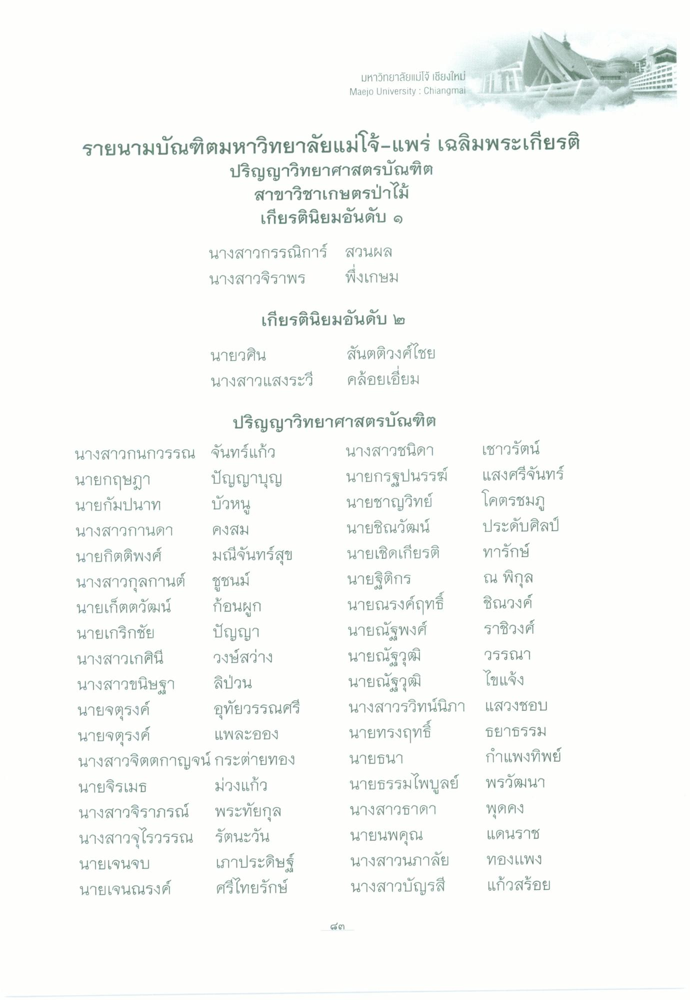 มหาวิทยาลัยแม่โจ้ เชียงใหม่
Maejo University : Chiangmai
รายนามบัณฑิตมหาวิทยาลัยแม่โจ้-แพร่ เฉลิมพระเกียรติ
ปริญญาวิทยาศาสตรบัณฑิต
สาขาวิชาเกษตรป่าไม้
เกียรตินิยมอันดับ ๑
นางสาวกรรณิการ์ สวนผล
นางสาวจิราพร พึ่งเกษม
เกียรตินิยมอันดับ ๒
นายวศิน สันตติวงศ์ไชย
นางสาวแสงระวี คล้อยเอี่ยม
ปริญญาวิทยาศาสตรบัณฑิต
นางสาวกนกวรรณ จันทร์แก้ว นางสาวชนิดา เชาวรัตน์
นายกฤษฎา ปัญญาบุญ นายกรฐปนรรฆ์ แสงศรีจันทร์
นายกัมปนาท บัวหนู นายชาญวิทย์ โคตรชมภู
นางสาวกานดา คงสม นายชิณวัฒน์ ประดับศิลป์
นายกิตติพงศ์ มณีจันทร์สุข นายเชิดเกียรติ ทารักษ์
นางสาวกุลกานต์ ชูชนม์ นายฐิติกร ณ พิกุล
นายเก็ตตวัฒน์ ก้อนผูก นายณรงค์ฤทธิ์ ชิณวงค์
นายเกริกชัย ปัญญา นายณัฐพงศ์ ราชิวงศ์
นางสาวเกศินี วงษ์สว่าง นายณัฐวุฒิ วรรณา
นางสาวขนิษฐา ลิป่วน นายณัฐวุฒิ ไขแจ้ง
นายจตุรงค์ อุทัยวรรณศรี นางสาวรวิทน์นิภา แสวงชอบ
นายจตุรงค์ แพละออง นายทรงฤทธิ์ ธยาธรรม
นางสาวจิตตกาญจน์ กระต่ายทอง นายธนา กำแพงทิพย์
นายจิรเมธ ม่วงแก้ว นายธรรมไพบูลย์ พรวัฒนา
นางสาวจิราภรณ์ พระทัยกุล นางสาวธาดา พุดคง
นางสาวจุไรวรรณ รัตนะวัน นายนพคุณ แดนราช
นายเจนจบ เภาประดิษฐ์ นางสาวนภาลัย ทองแพง
นายเจนณรงค์ ศรีไทยรักษ์ นางสาวบัญรสี แก้วสร้อย
๘๓